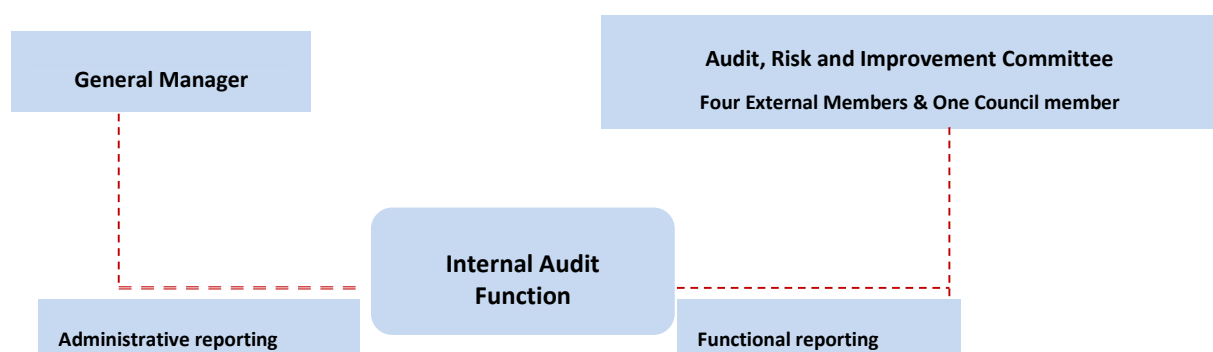 General Manager
Audit, Risk and Improvement Committee
Four External Members & One Council member
Internal Audit
Function
Administrative reporting
Functional reporting